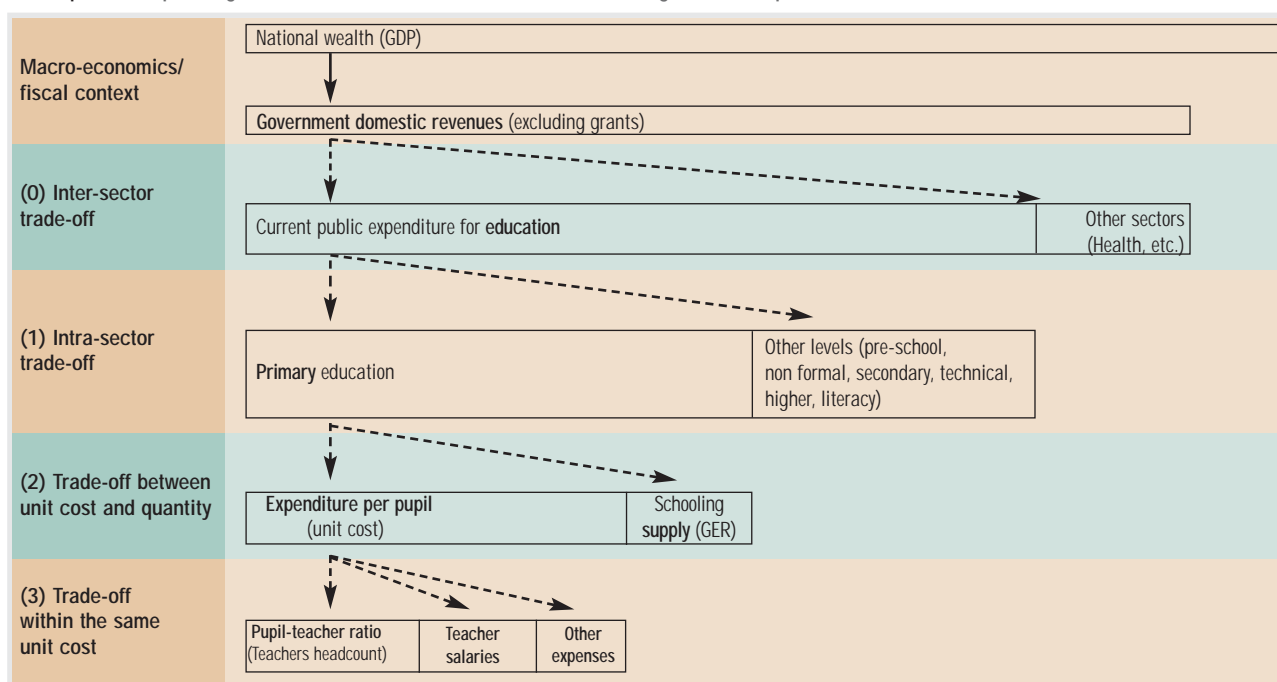 National wealth (GDP)
Macro-economics/
fiscal context
Government domestic revenues (excluding grants)
(0) Inter-sector
trade-off
Current public expenditure for education
Other sectors
(Health, etc.)
(1) Intra-sector
trade-off
Primary education
Other levels (pre-school,
non formal, secondary, technical,
higher, literacy)
(2) Trade-off between
unit cost and quantity
Expenditure per pupil
(unit cost)
Schooling
supply (GER)
(3) Trade-off
within the same
unit cost
Pupil-teacher ratio
(Teachers headcount)
Teacher
salaries
Other
expenses